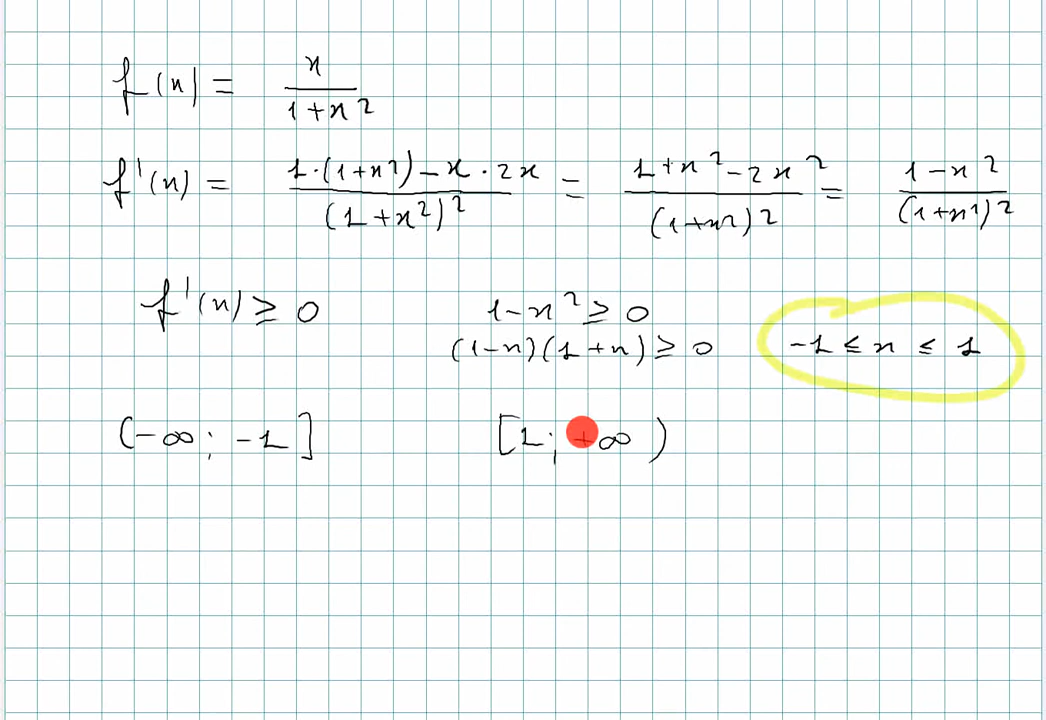 f(x) = x / (1+x²)
f'(x) = (1·(1+x²) – x·2x) / (1+x²)² = (1+x²–2x²) / (1+x²)² = (1–x²) / (1+x²)²
f'(x) ≥ 0 1–x² ≥ 0
(1–x)(1+x) ≥ 0 -1 ≤ x ≤ 1
(-∞; -1] [1; +∞)